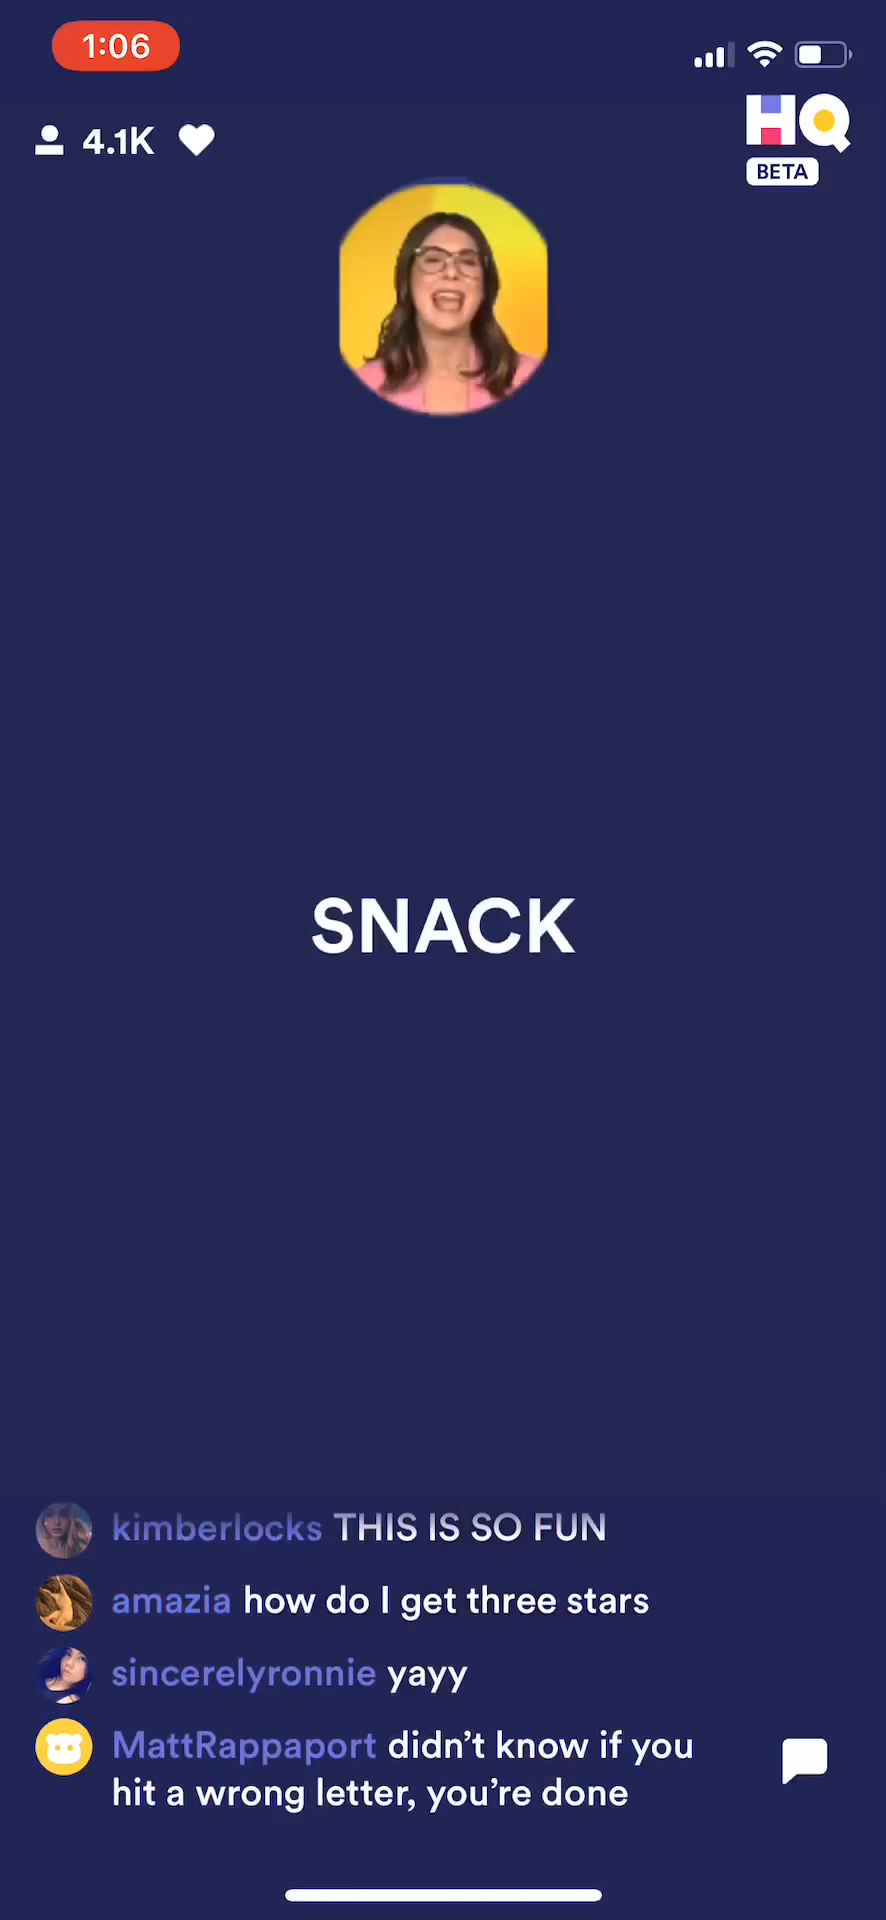 1:06
4.1K
HQ
BETA
SNACK
kimberlocks THIS IS SO FUN
amazia how do I get three stars
sincerelyronnie yayy
MattRappaport didn’t know if you
hit a wrong letter, you’re done